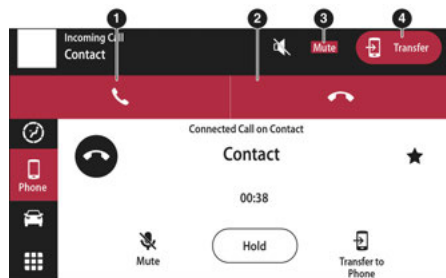 1 2 3 4
Incoming Call
Contact
Mute
Transfer
Connected Call on Contact
Contact
Phone
00:38
Mute
Hold
Transfer to
Phone